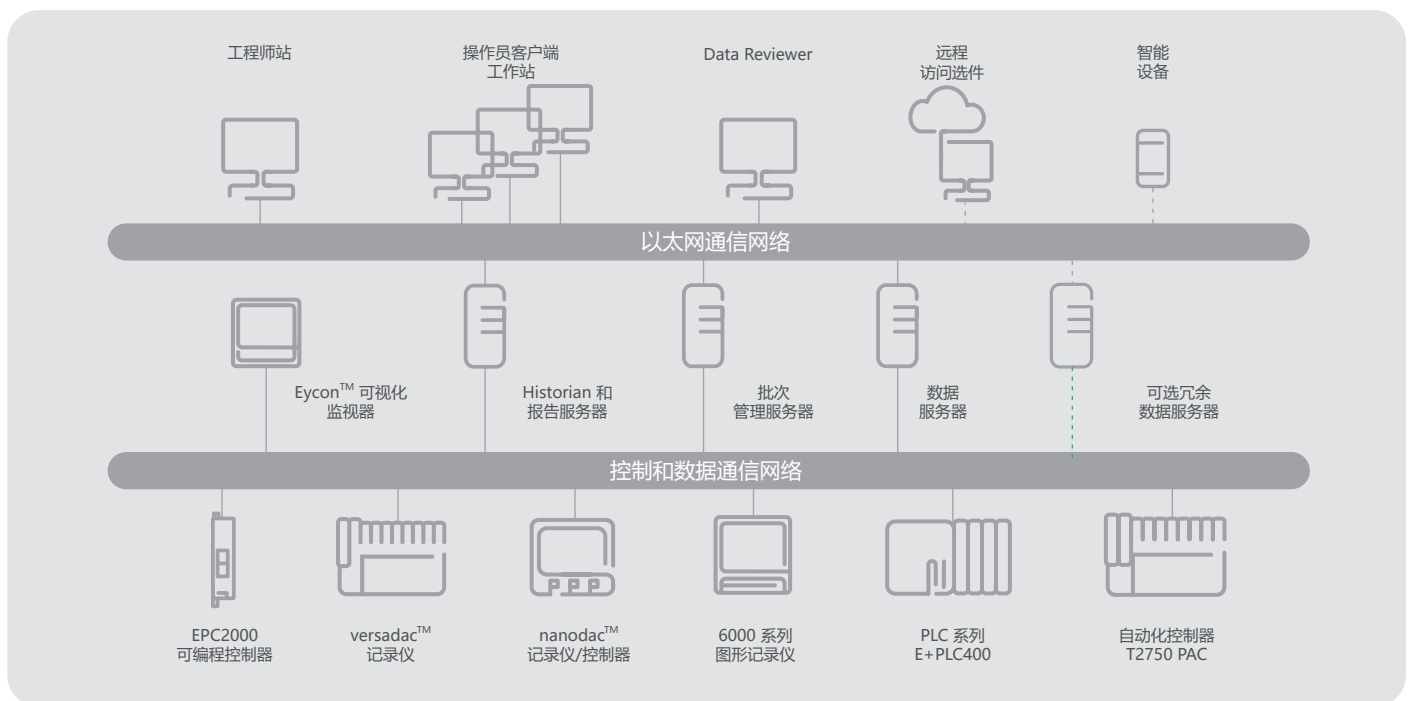 工程师站
操作员客户端
工作站
Data Reviewer
远程
访问选件
智能
设备
以太网通信网络
Eycon™ 可视化
监视器
Historian 和
报告服务器
批次
管理服务器
数据
服务器
可选冗余
数据服务器
控制和数据通信网络
EPC2000
可编程控制器
versadac™
记录仪
nanodac™
记录仪/控制器
6000 系列
图形记录仪
PLC 系列
E+PLC400
自动化控制器
T2750 PAC